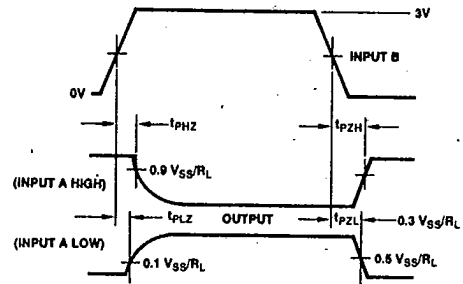 3V
INPUT B
0V
tPHZ
tPZH
0.9 VSS/RL
(INPUT A HIGH)
tPLZ
OUTPUT
tPZL
0.3 VSS/RL
(INPUT A LOW)
0.1 VSS/RL
0.5 VSS/RL